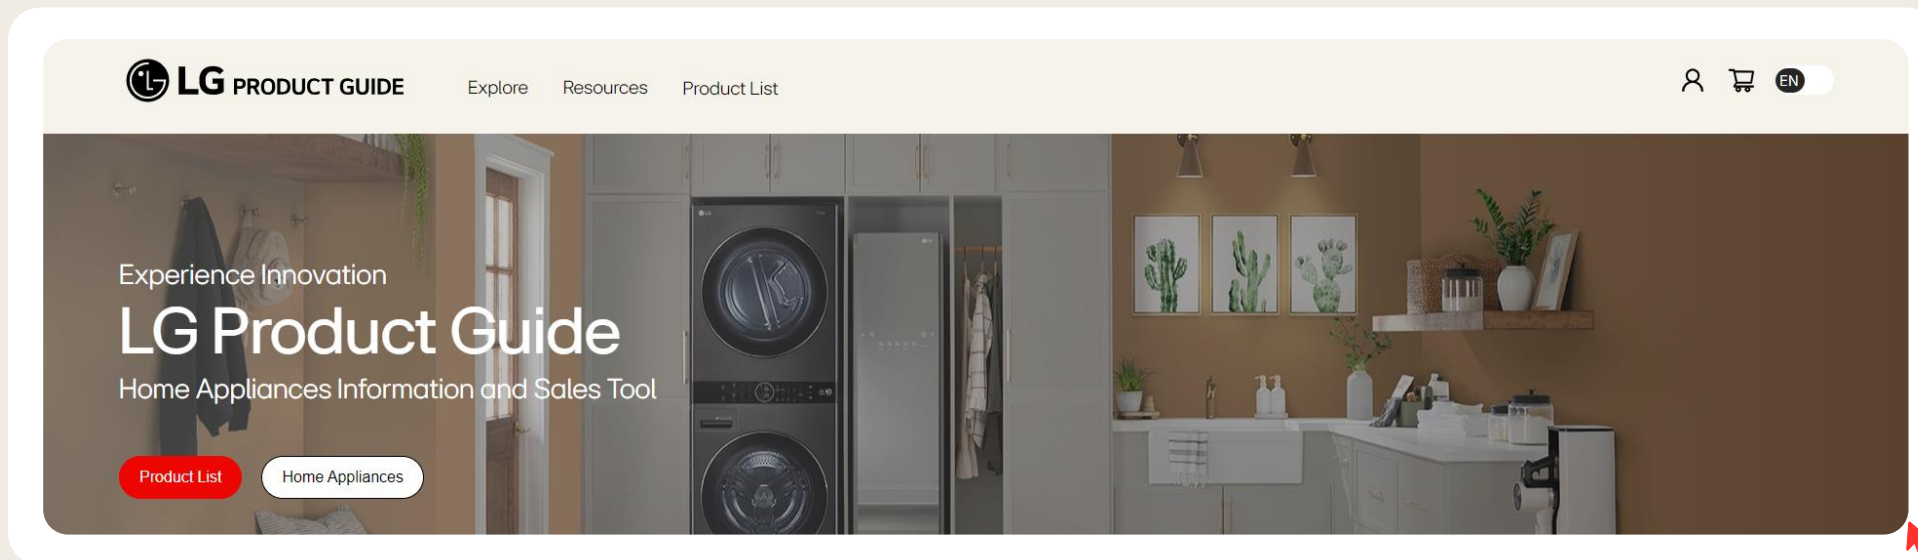 LG PRODUCT GUIDE
Explore
Resources
Product List
EN
Experience Innovation
LG Product Guide
Home Appliances Information and Sales Tool
Product List
Home Appliances